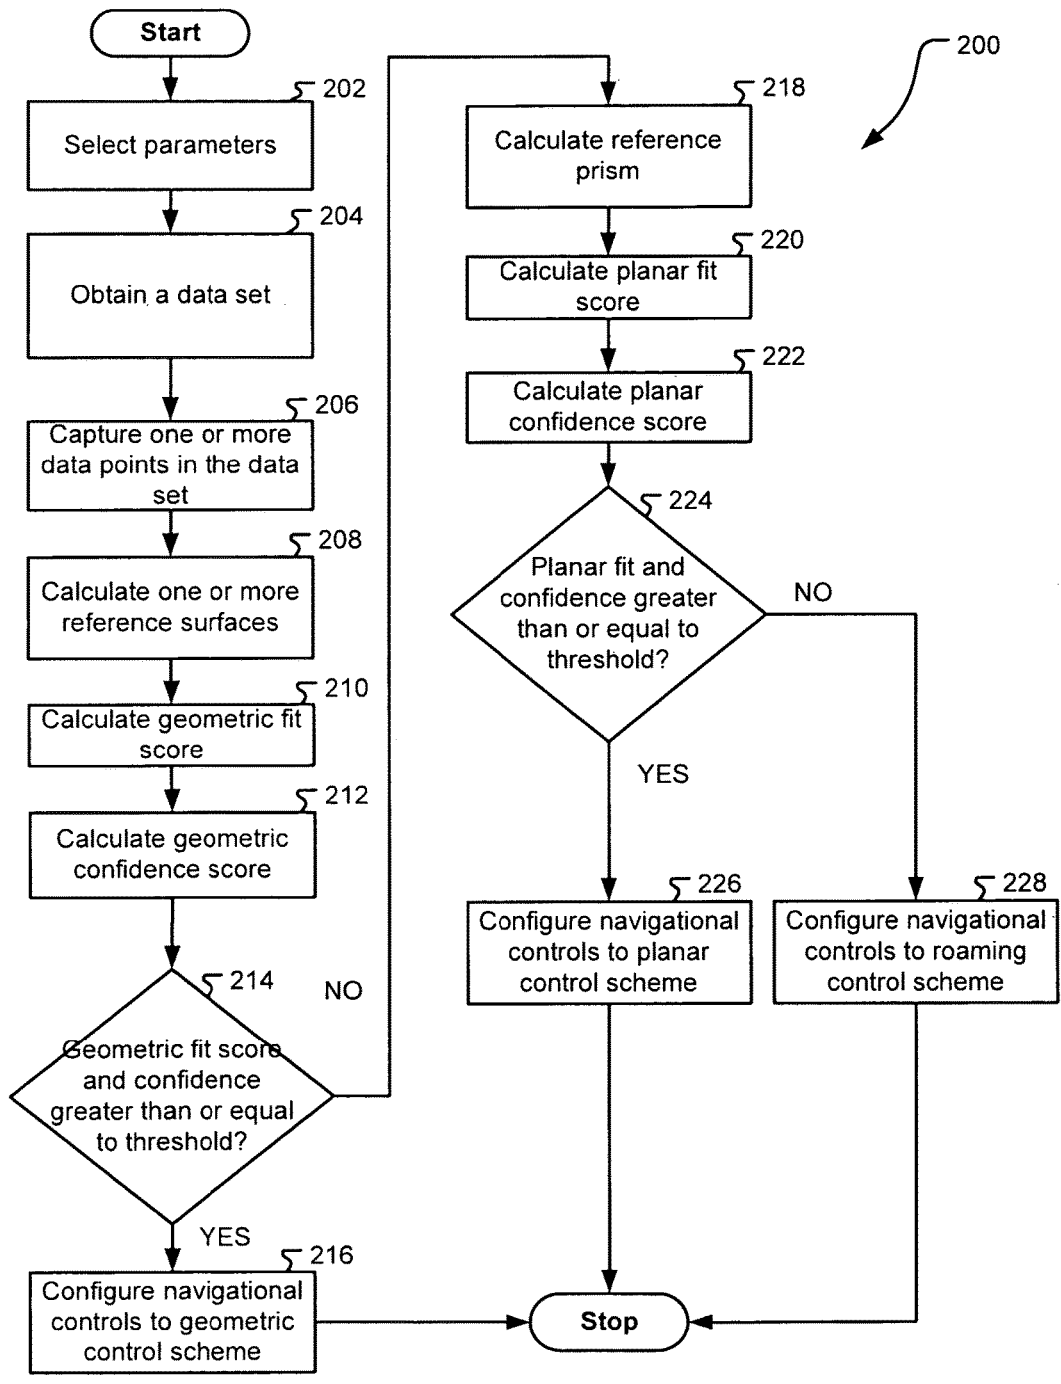 Start
200
202
Select parameters
204
Obtain a data set
206
Capture one or more
data points in the data
set
208
Calculate one or more
reference surfaces
210
Calculate geometric fit
score
212
Calculate geometric
confidence score
214
NO
Geometric fit score
and confidence
greater than or equal
to threshold?
YES
216
Configure navigational
controls to geometric
control scheme
218
Calculate reference
prism
220
Calculate planar fit
score
222
Calculate planar
confidence score
224
Planar fit and
confidence greater
than or equal to
threshold?
NO
YES
226
Configure navigational
controls to planar
control scheme
228
Configure navigational
controls to roaming
control scheme
Stop